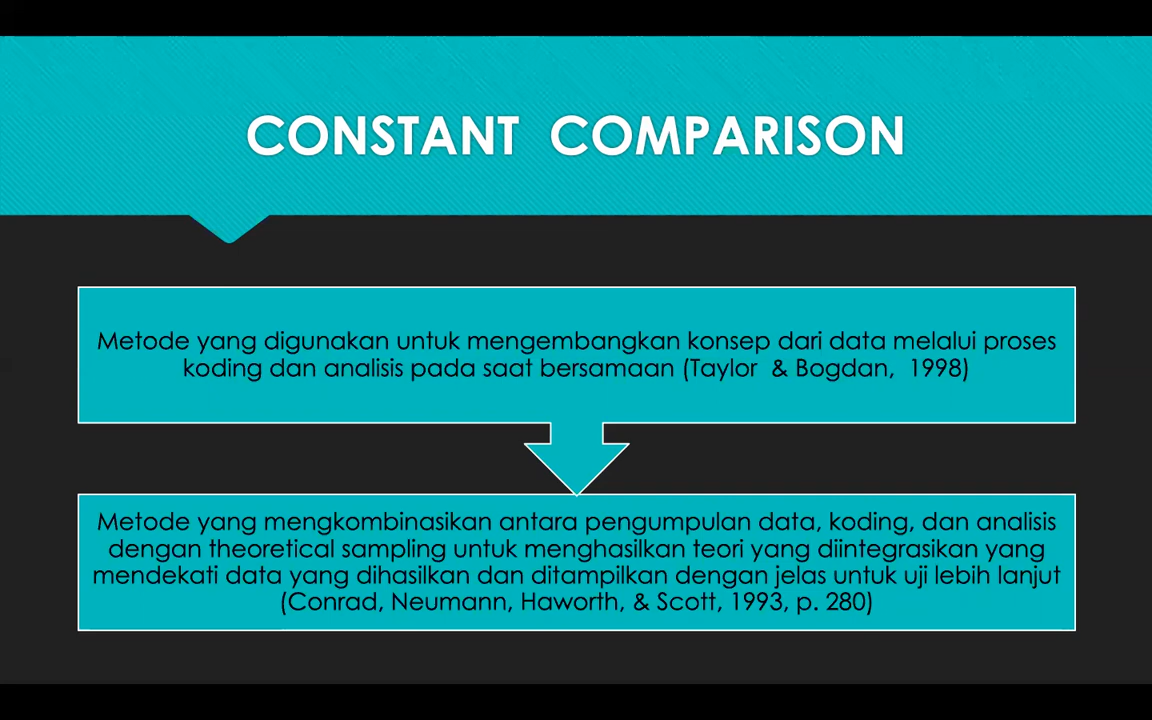 CONSTANT COMPARISON
Metode yang digunakan untuk mengembangkan konsep dari data melalui proses
koding dan analisis pada saat bersamaan (Taylor & Bogdan, 1998)
Metode yang mengkombinasikan antara pengumpulan data, koding, dan analisis
dengan theoretical sampling untuk menghasilkan teori yang diintegrasikan yang
mendekati data yang dihasilkan dan ditampilkan dengan jelas untuk uji lebih lanjut
(Conrad, Neumann, Haworth, & Scott, 1993, p. 280)